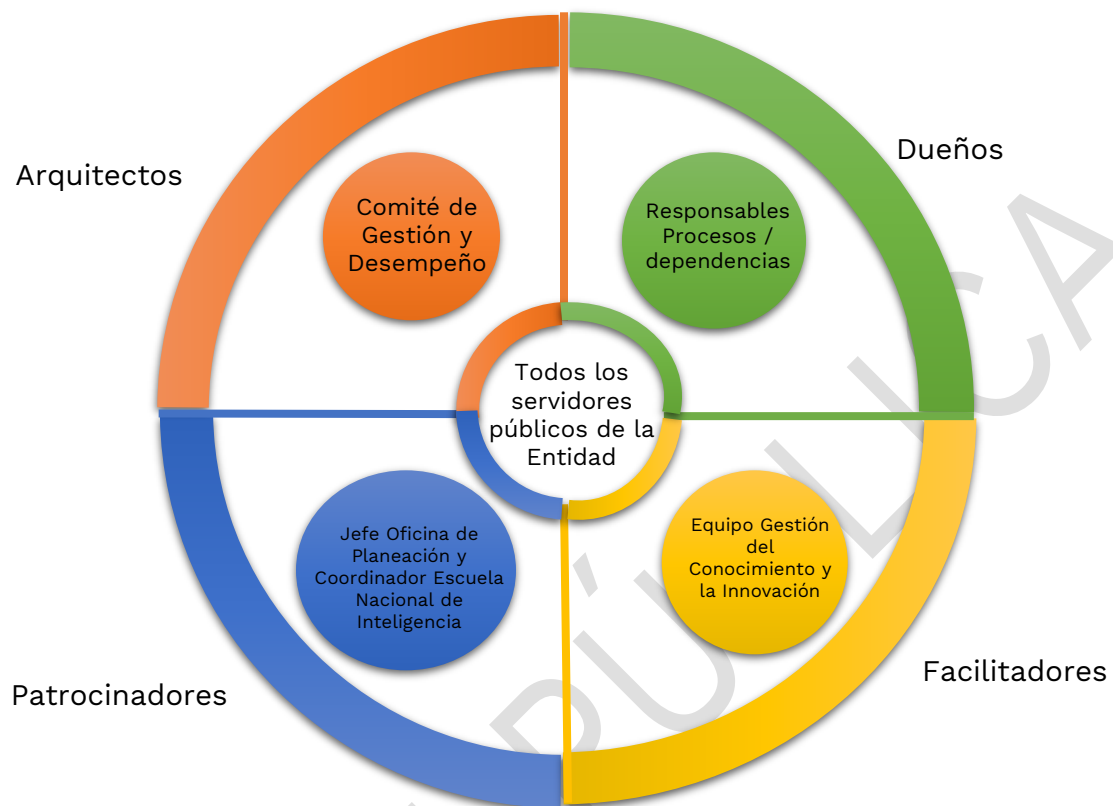 Arquitectos
Comité de
Gestión y
Desempeño
Dueños
Responsables
Procesos /
dependencias
Todos los
servidores
públicos de la
Entidad
Patrocinadores
Jefe Oficina de
Planeación y
Coordinador Escuela
Nacional de
Inteligencia
Facilitadores
Equipo Gestión
del
Conocimiento y
la Innovación